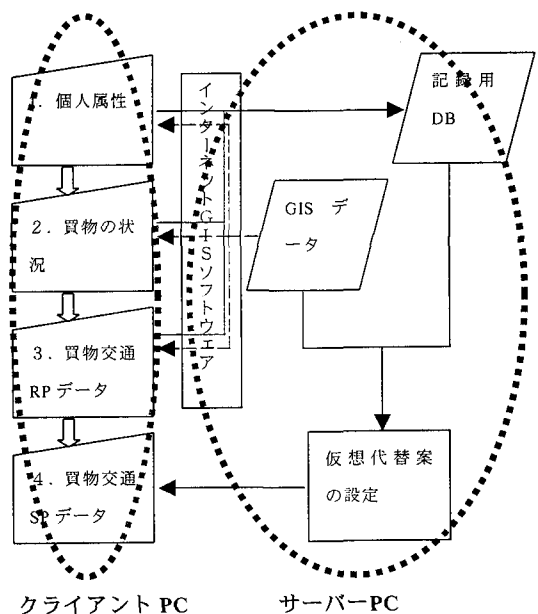 1. 個人属性
2. 買物の状
況
3. 買物交通
RP データ
4. 買物交通
SP データ
インターネットGISソフトウェア
記録用
DB
GIS デ
ータ
仮想代替案
の設定
クライアント PC
サーバーPC